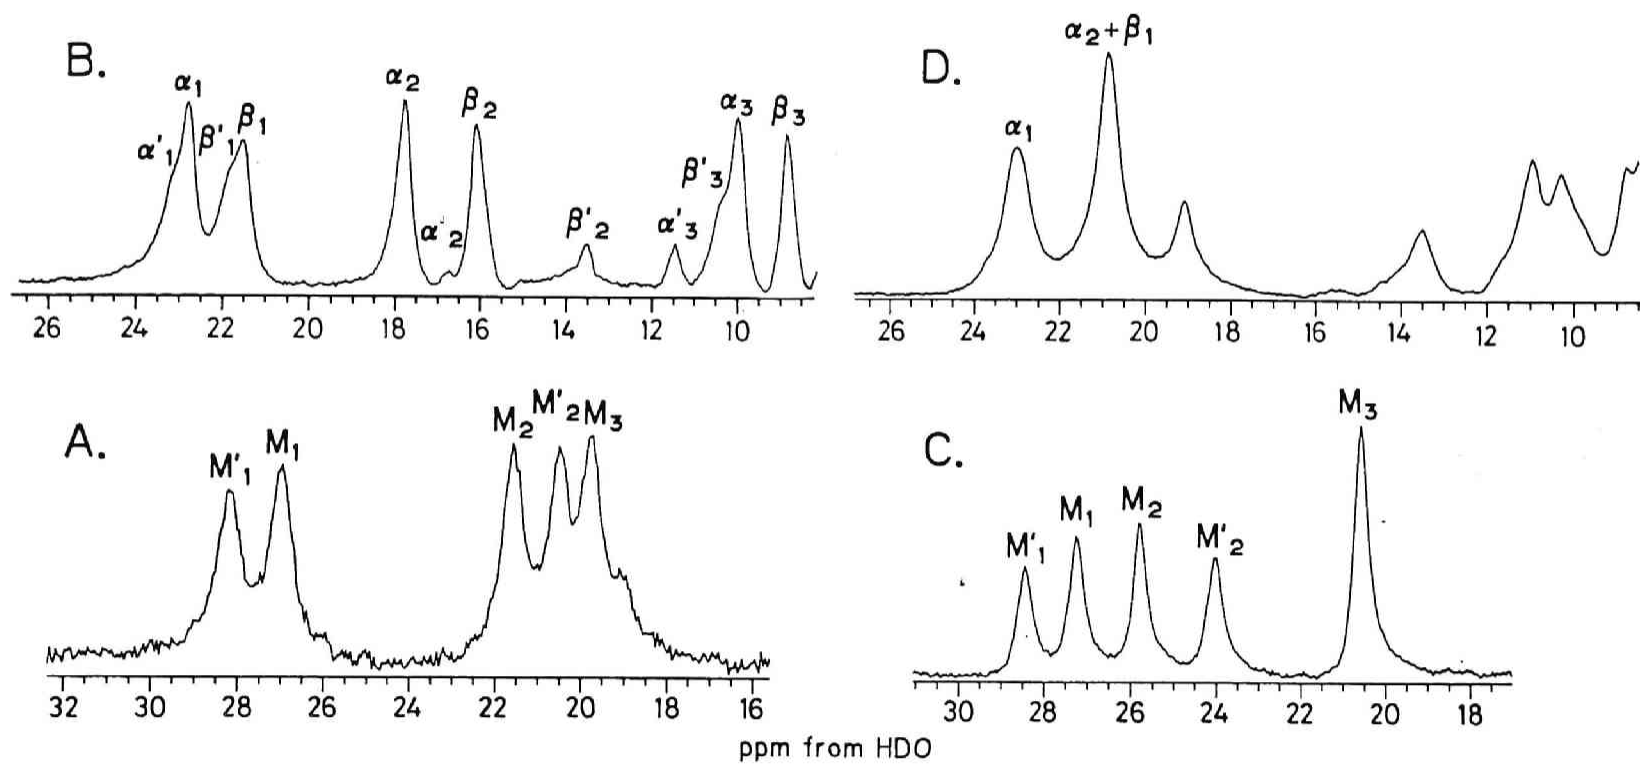 B.
α'1 α1 β'1 β1 α2 α'2 β2 β'2 α'3 β'3 α3 β3
26 24 22 20 18 16 14 12 10
D.
α1 α2+β1
26 24 22 20 18 16 14 12 10
A.
M'1 M1 M2 M'2 M3
32 30 28 26 24 22 20 18 16
C.
M'1 M1 M2 M'2 M3
30 28 26 24 22 20 18
ppm from HDO